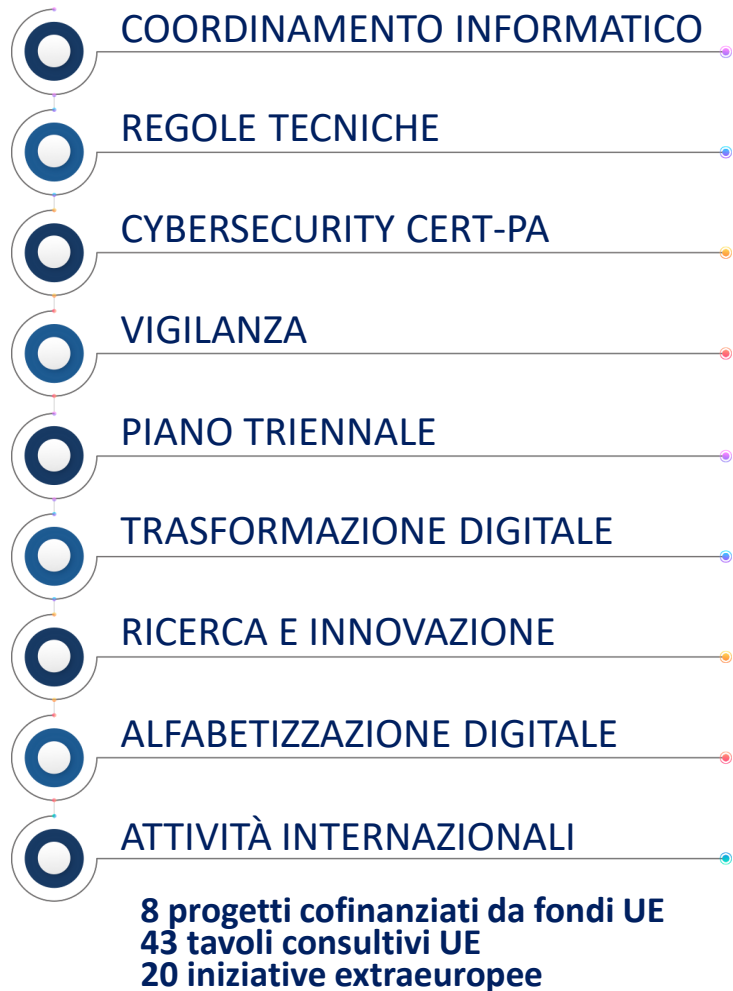 COORDINAMENTO INFORMATICO
REGOLE TECNICHE
CYBERSECURITY CERT-PA
VIGILANZA
PIANO TRIENNALE
TRASFORMAZIONE DIGITALE
RICERCA E INNOVAZIONE
ALFABETIZZAZIONE DIGITALE
ATTIVITÀ INTERNAZIONALI
8 progetti cofinanziati da fondi UE
43 tavoli consultivi UE
20 iniziative extraeuropee